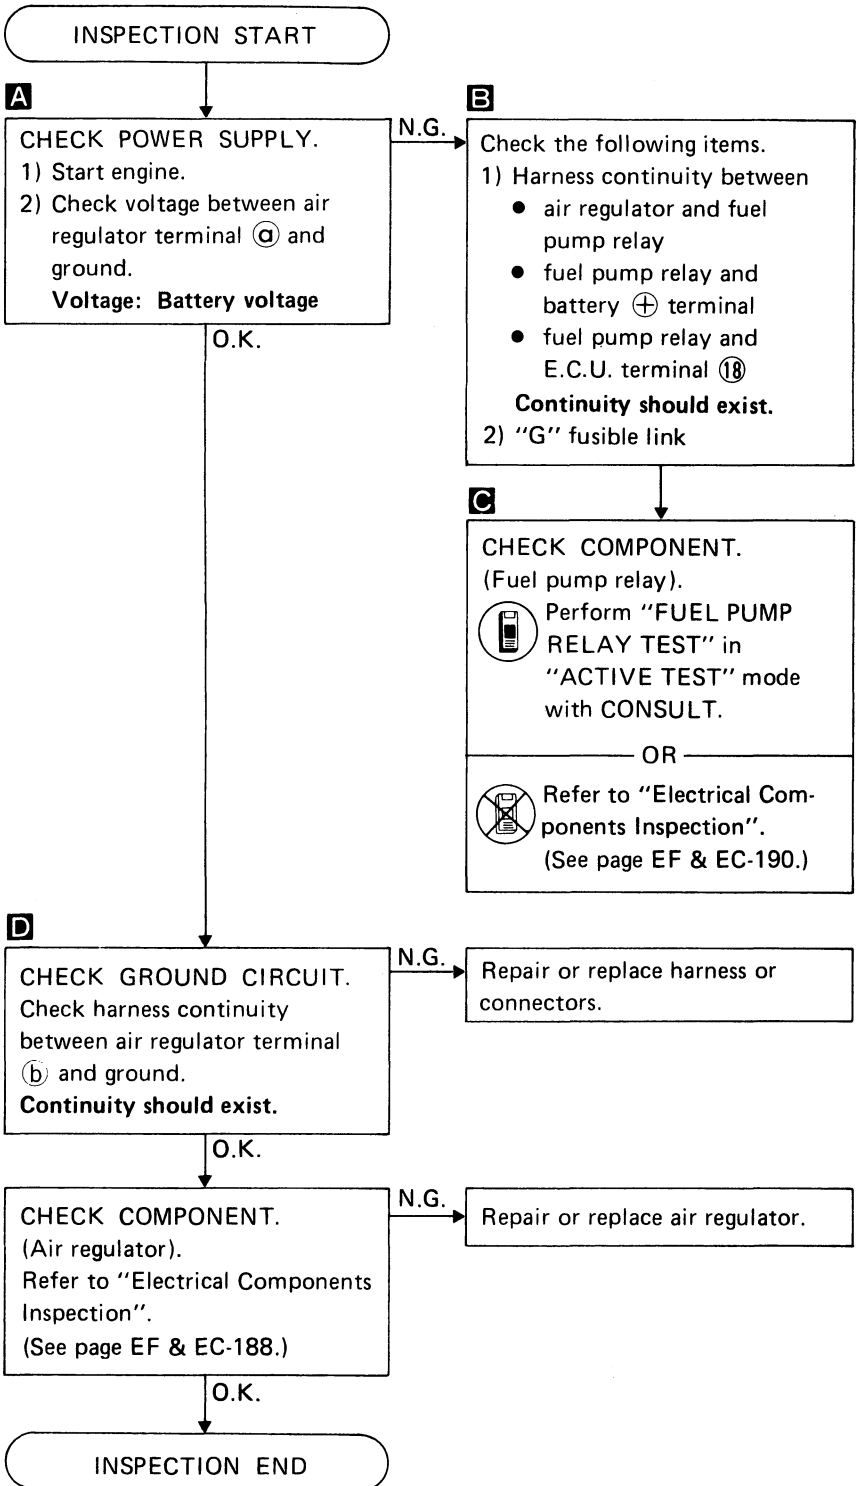 INSPECTION START
A
CHECK POWER SUPPLY.
1) Start engine.
2) Check voltage between air
regulator terminal ⓐ and
ground.
Voltage: Battery voltage
N.G.
O.K.
B
Check the following items.
1) Harness continuity between
● air regulator and fuel
pump relay
● fuel pump relay and
battery ⊕ terminal
● fuel pump relay and
E.C.U. terminal ⑱
Continuity should exist.
2) "G" fusible link
C
CHECK COMPONENT.
(Fuel pump relay).
Perform "FUEL PUMP
RELAY TEST" in
"ACTIVE TEST" mode
with CONSULT.
OR
Refer to "Electrical Com-
ponents Inspection".
(See page EF & EC-190.)
D
CHECK GROUND CIRCUIT.
Check harness continuity
between air regulator terminal
ⓑ and ground.
Continuity should exist.
N.G.
Repair or replace harness or
connectors.
O.K.
CHECK COMPONENT.
(Air regulator).
Refer to "Electrical Components
Inspection".
(See page EF & EC-188.)
N.G.
Repair or replace air regulator.
O.K.
INSPECTION END